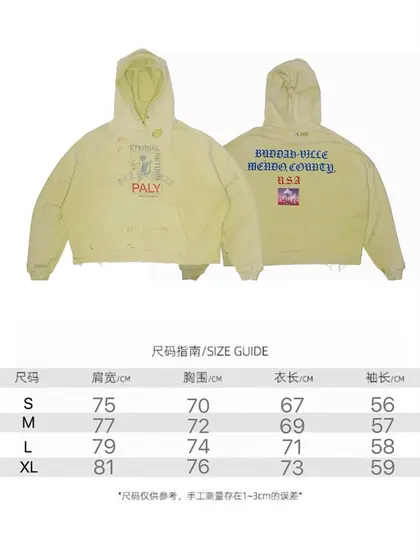 ETERNAL
RETURN
PALY
BUDDAH-VILLE
MENDO,COUNTY,
U.S.A
尺码指南/SIZE GUIDE
尺码 肩宽/CM 胸围/CM 衣长/CM 袖长/CM
S 75 70 67 56
M 77 72 69 57
L 79 74 71 58
XL 81 76 73 59
*尺码仅供参考，手工测量存在1~3cm的误差*